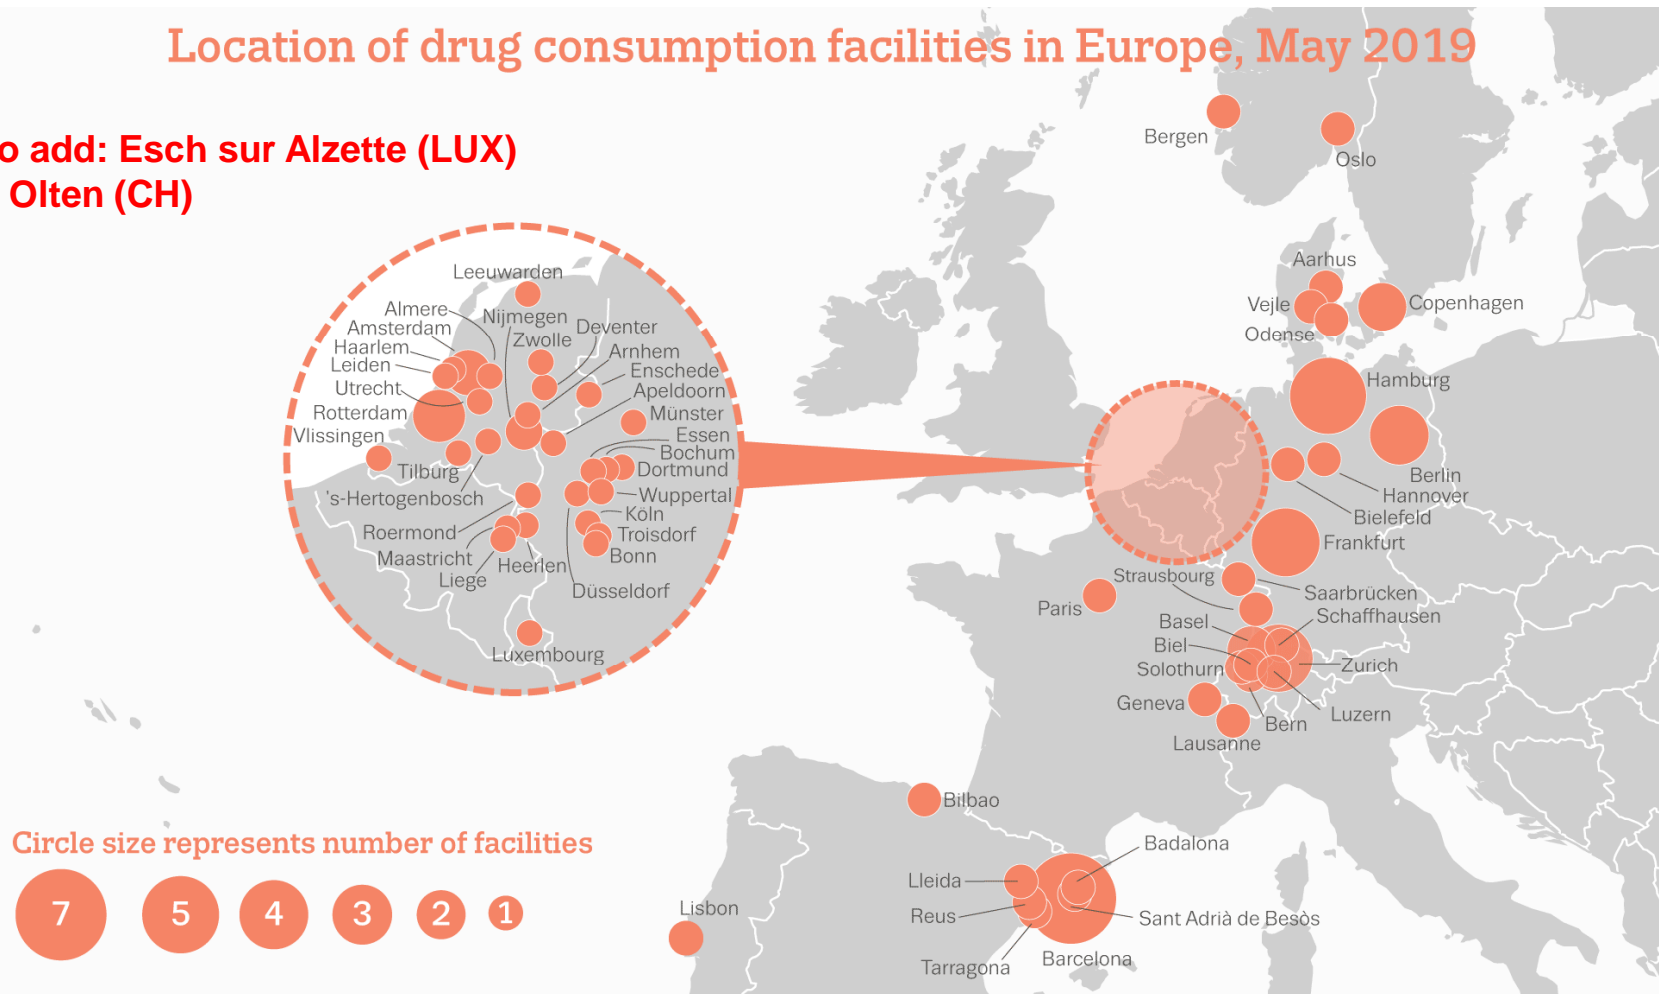 Location of drug consumption facilities in Europe, May 2019
o add: Esch sur Alzette (LUX)
Olten (CH)
Bergen
Oslo
Aarhus
Vejle
Copenhagen
Odense
Hamburg
Berlin
Hannover
Bielefeld
Frankfurt
Strausbourg
Saarbrücken
Paris
Schaffhausen
Basel
Biel
Solothurn
Zurich
Geneva
Luzern
Bern
Lausanne
Bilbao
Badalona
Lleida
Reus
Sant Adrià de Besòs
Tarragona
Barcelona
Lisbon
Leeuwarden
Almere
Nijmegen
Amsterdam
Deventer
Zwolle
Haarlem
Arnhem
Leiden
Enschede
Utrecht
Apeldoorn
Rotterdam
Münster
Vlissingen
Essen
Bochum
Tilburg
Dortmund
's-Hertogenbosch
Wuppertal
Köln
Roermond
Troisdorf
Maastricht
Bonn
Heerlen
Liege
Düsseldorf
Luxembourg
Circle size represents number of facilities
7 5 4 3 2 1